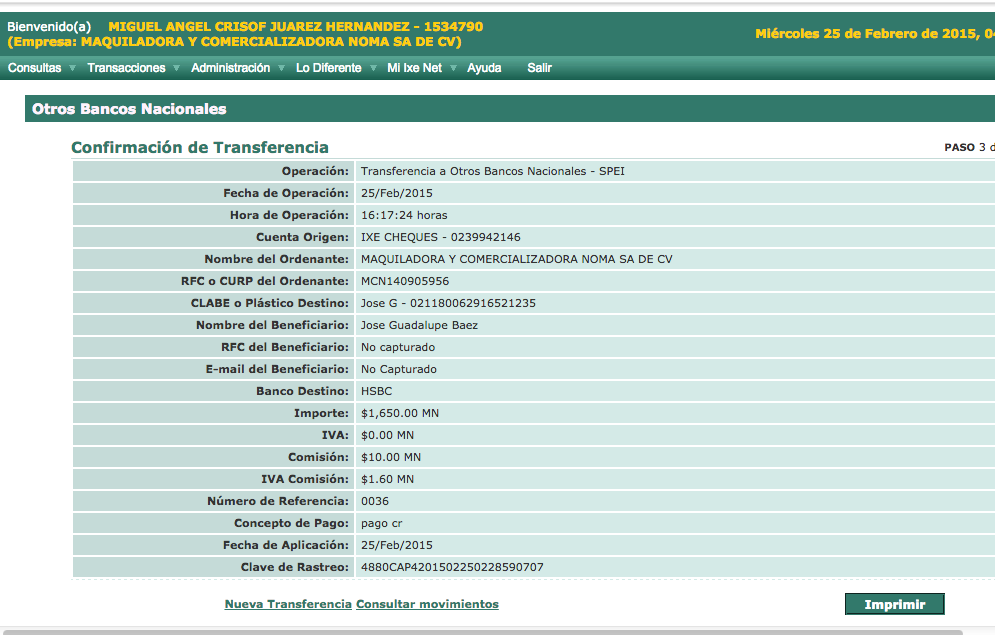 Bienvenido(a) MIGUEL ANGEL CRISOF JUAREZ HERNANDEZ - 1534790
(Empresa: MAQUILADORA Y COMERCIALIZADORA NOMA SA DE CV)
Miércoles 25 de Febrero de 2015, 04
Consultas Transacciones Administración Lo Diferente Mi Ixe Net Ayuda Salir
Otros Bancos Nacionales
Confirmación de Transferencia
PASO 3 d
Operación: Transferencia a Otros Bancos Nacionales - SPEI
Fecha de Operación: 25/Feb/2015
Hora de Operación: 16:17:24 horas
Cuenta Origen: IXE CHEQUES - 0239942146
Nombre del Ordenante: MAQUILADORA Y COMERCIALIZADORA NOMA SA DE CV
RFC o CURP del Ordenante: MCN140905956
CLABE o Plástico Destino: Jose G - 021180062916521235
Nombre del Beneficiario: Jose Guadalupe Baez
RFC del Beneficiario: No capturado
E-mail del Beneficiario: No Capturado
Banco Destino: HSBC
Importe: $1,650.00 MN
IVA: $0.00 MN
Comisión: $10.00 MN
IVA Comisión: $1.60 MN
Número de Referencia: 0036
Concepto de Pago: pago cr
Fecha de Aplicación: 25/Feb/2015
Clave de Rastreo: 4880CAP4201502250228590707
Nueva Transferencia Consultar movimientos
Imprimir